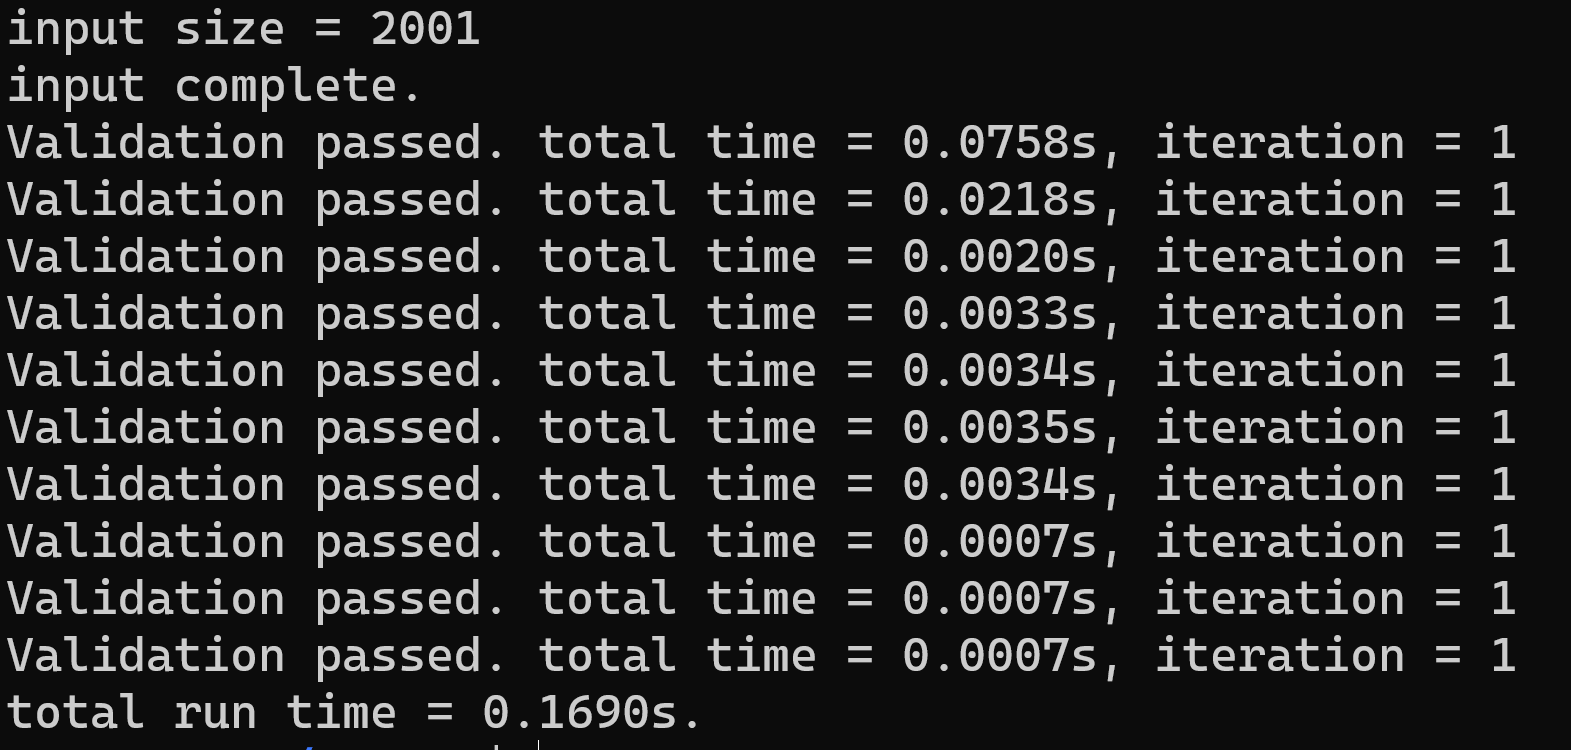 input size = 2001
input complete.
Validation passed. total time = 0.0758s, iteration = 1
Validation passed. total time = 0.0218s, iteration = 1
Validation passed. total time = 0.0020s, iteration = 1
Validation passed. total time = 0.0033s, iteration = 1
Validation passed. total time = 0.0034s, iteration = 1
Validation passed. total time = 0.0035s, iteration = 1
Validation passed. total time = 0.0034s, iteration = 1
Validation passed. total time = 0.0007s, iteration = 1
Validation passed. total time = 0.0007s, iteration = 1
Validation passed. total time = 0.0007s, iteration = 1
total run time = 0.1690s.